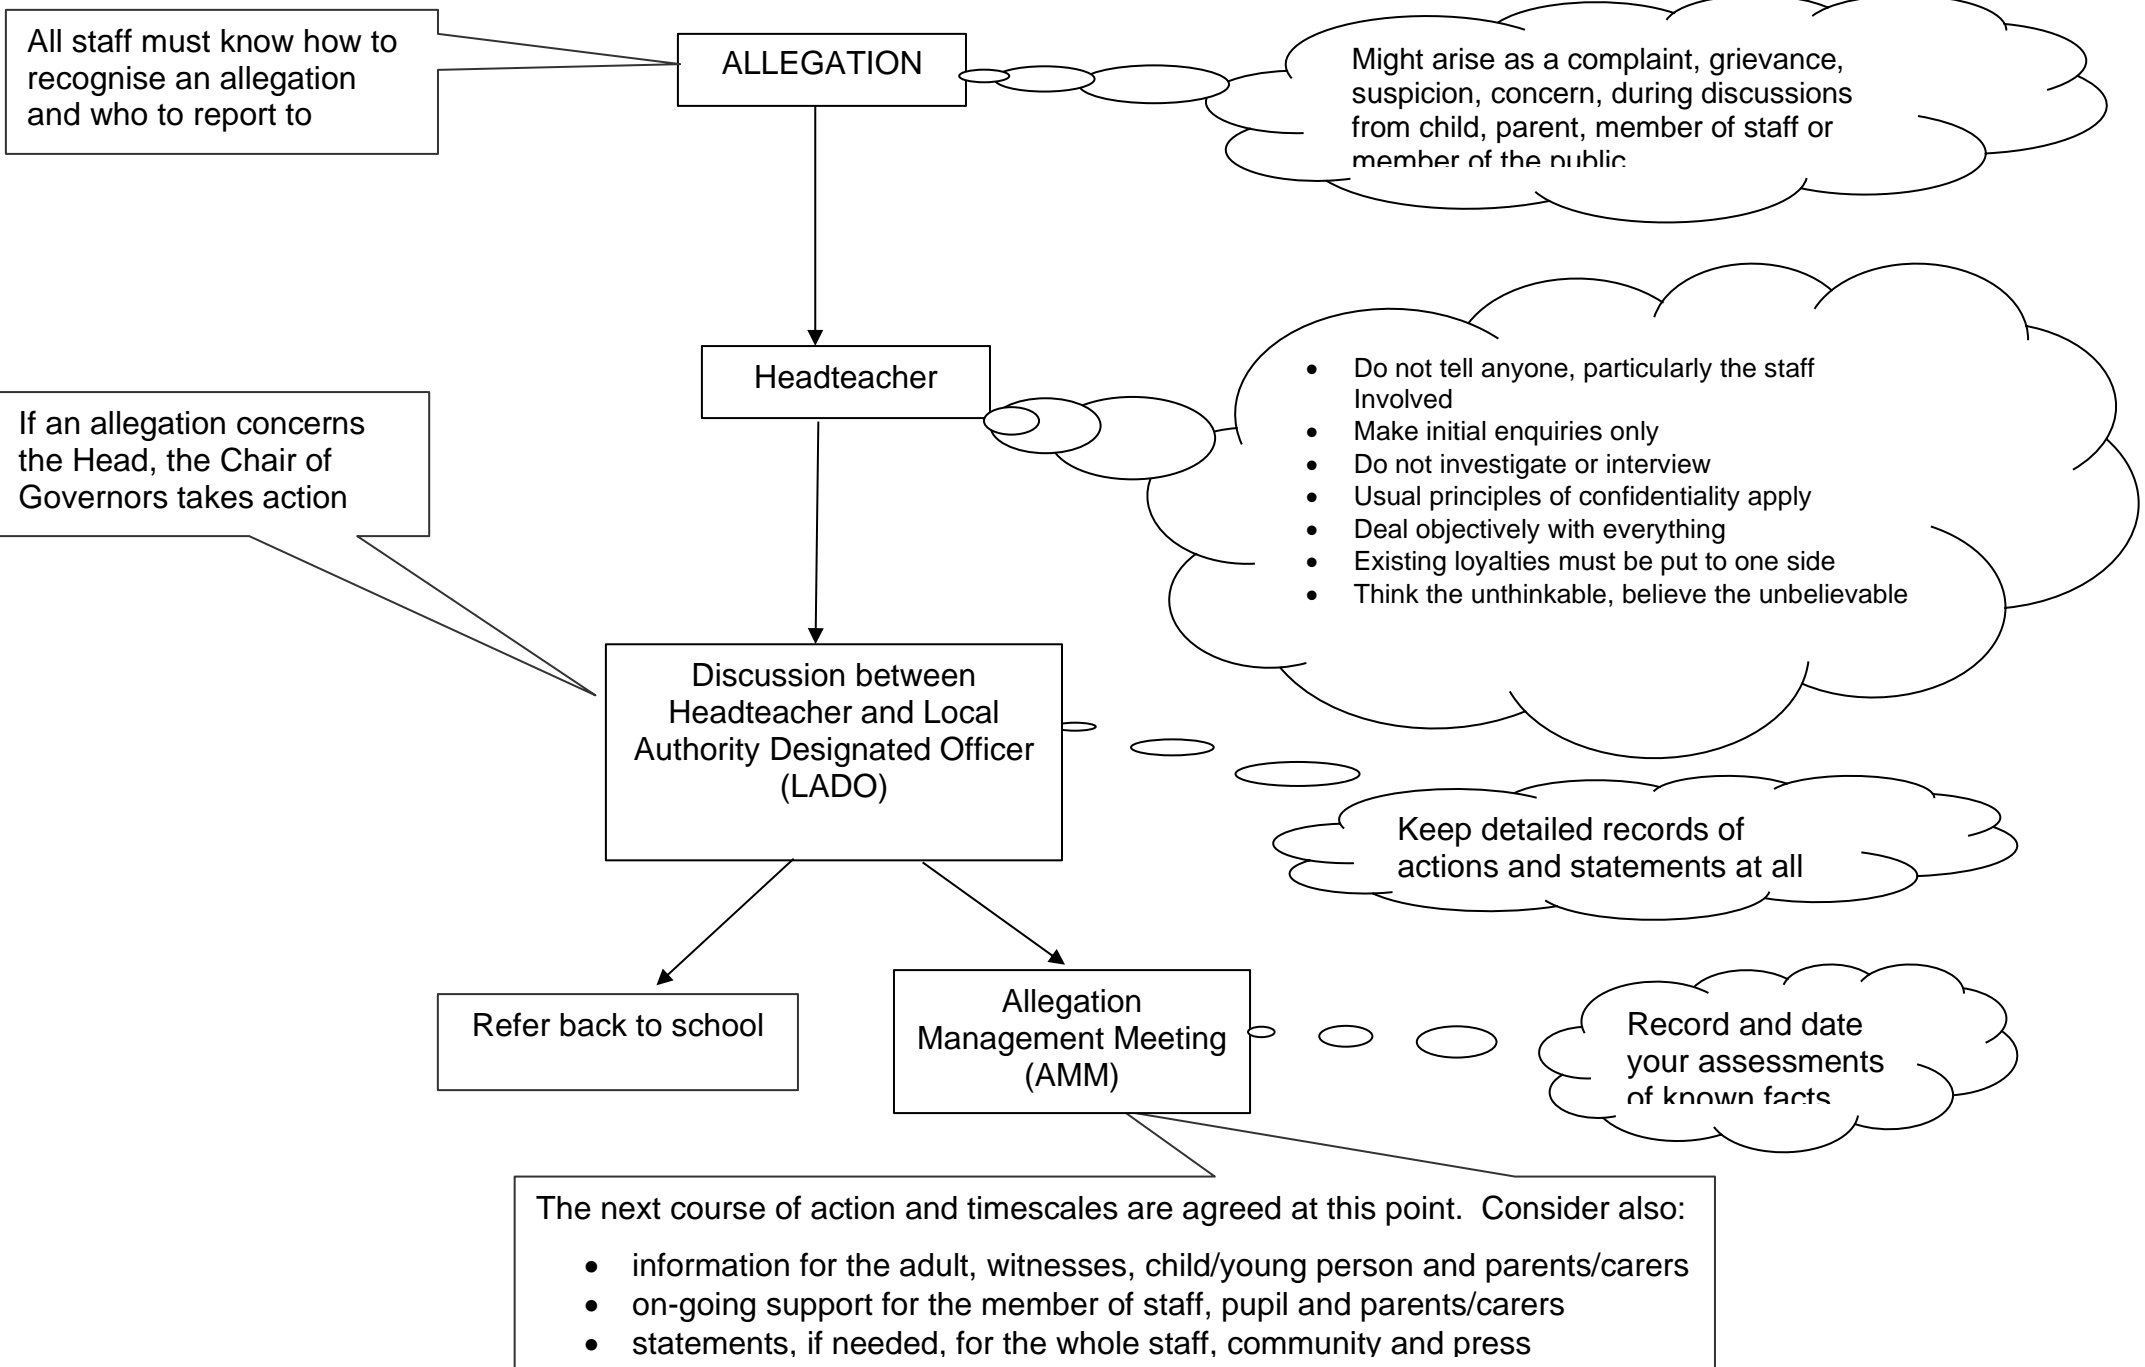 All staff must know how to
recognise an allegation
and who to report to
ALLEGATION
Might arise as a complaint, grievance,
suspicion, concern, during discussions
from child, parent, member of staff or
member of the public
Headteacher
• Do not tell anyone, particularly the staff
Involved
• Make initial enquiries only
• Do not investigate or interview
• Usual principles of confidentiality apply
• Deal objectively with everything
• Existing loyalties must be put to one side
• Think the unthinkable, believe the unbelievable
If an allegation concerns
the Head, the Chair of
Governors takes action
Discussion between
Headteacher and Local
Authority Designated Officer
(LADO)
Keep detailed records of
actions and statements at all
Refer back to school
Allegation
Management Meeting
(AMM)
Record and date
your assessments
of known facts
The next course of action and timescales are agreed at this point.  Consider also:
• information for the adult, witnesses, child/young person and parents/carers
• on-going support for the member of staff, pupil and parents/carers
• statements, if needed, for the whole staff, community and press